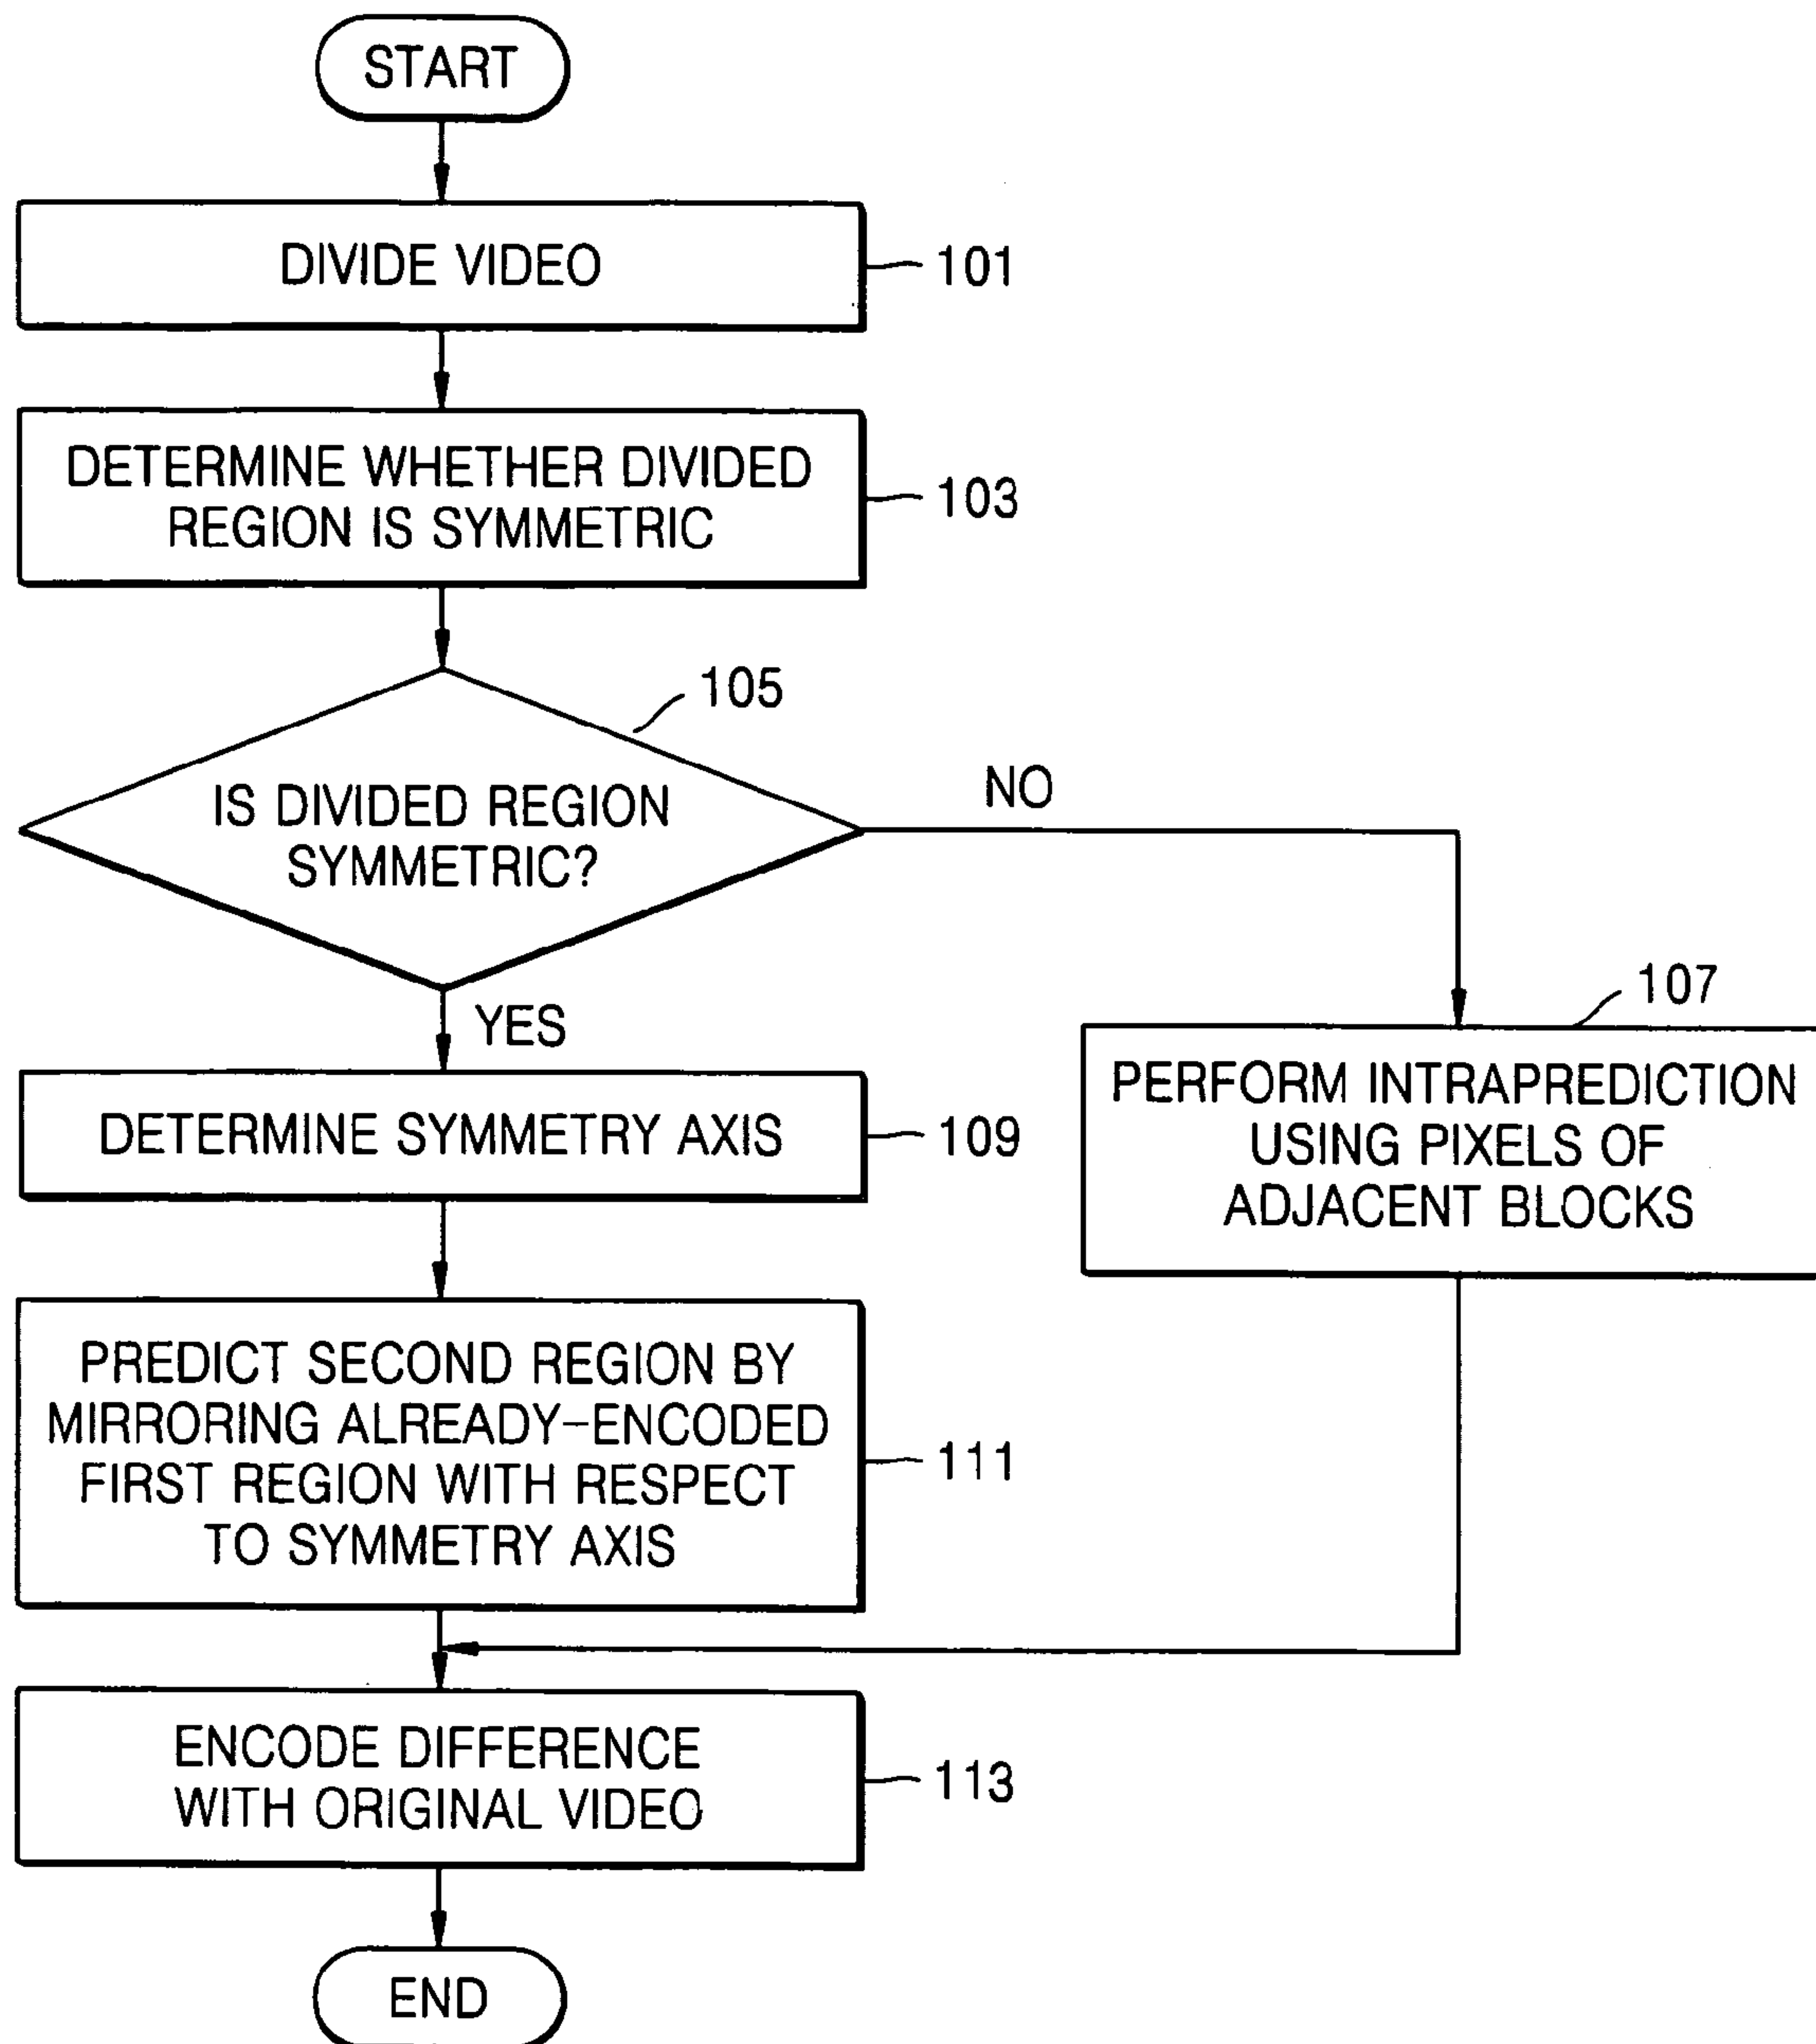 START
DIVIDE VIDEO
101
DETERMINE WHETHER DIVIDED
REGION IS SYMMETRIC
103
105
IS DIVIDED REGION
SYMMETRIC?
NO
YES
107
PERFORM INTRAPREDICTION
USING PIXELS OF
ADJACENT BLOCKS
DETERMINE SYMMETRY AXIS
109
PREDICT SECOND REGION BY
MIRRORING ALREADY-ENCODED
FIRST REGION WITH RESPECT
TO SYMMETRY AXIS
111
ENCODE DIFFERENCE
WITH ORIGINAL VIDEO
113
END